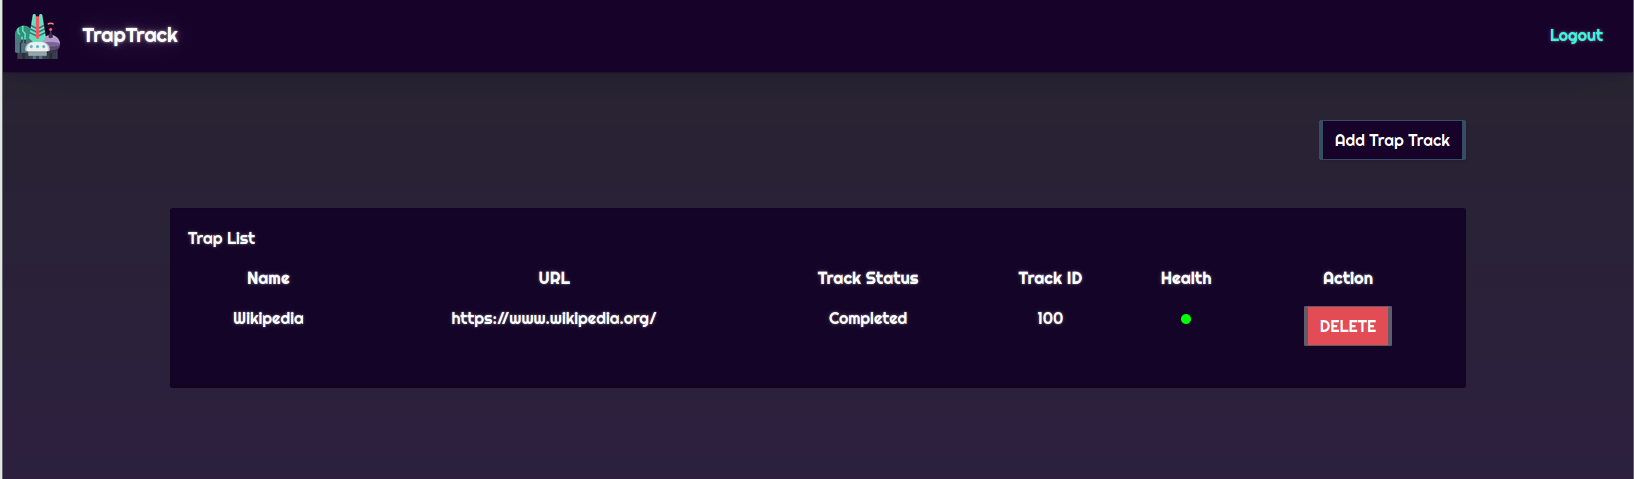 TrapTrack
Logout
Add Trap Track
Trap List
Name URL Track Status Track ID Health Action
Wikipedia https://www.wikipedia.org/ Completed 100 DELETE